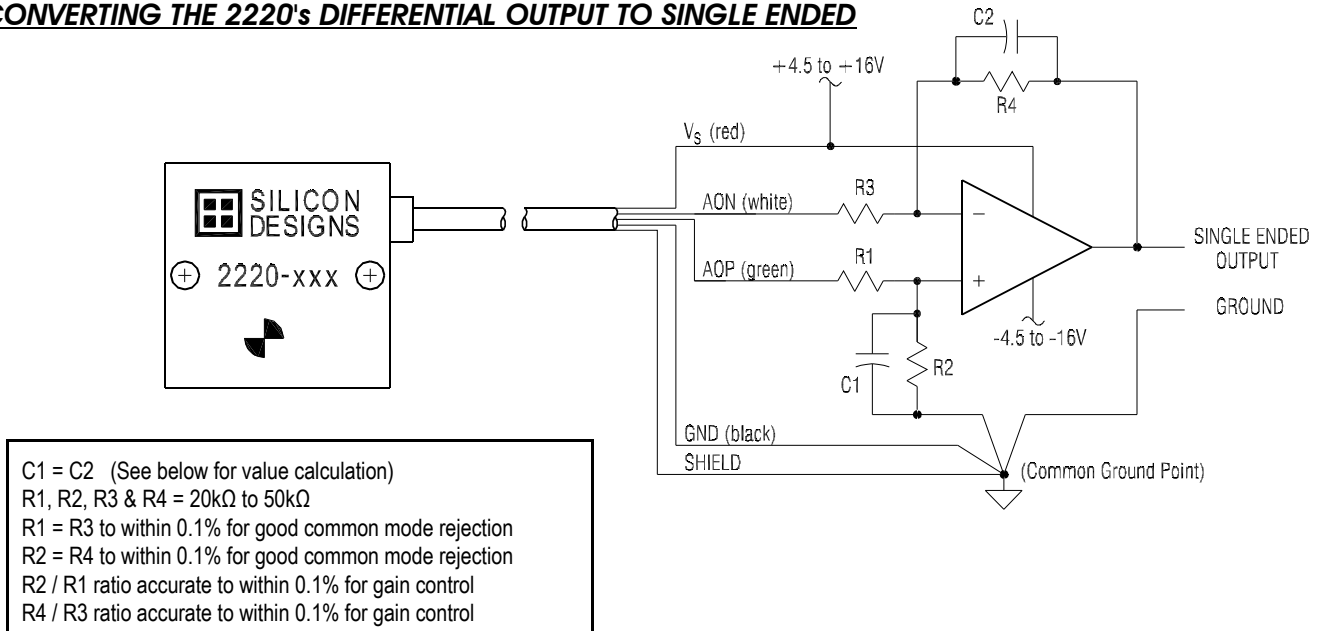 CONVERTING THE 2220's DIFFERENTIAL OUTPUT TO SINGLE ENDED
C2
+4.5 to +16V
R4
VS (red)
SILICON
DESIGNS
2220-xxx
AON (white)
R3
−
SINGLE ENDED
OUTPUT
AOP (green)
R1
+
GROUND
-4.5 to -16V
C1
R2
GND (black)
SHIELD
(Common Ground Point)
C1 = C2 (See below for value calculation)
R1, R2, R3 & R4 = 20kΩ to 50kΩ
R1 = R3 to within 0.1% for good common mode rejection
R2 = R4 to within 0.1% for good common mode rejection
R2 / R1 ratio accurate to within 0.1% for gain control
R4 / R3 ratio accurate to within 0.1% for gain control